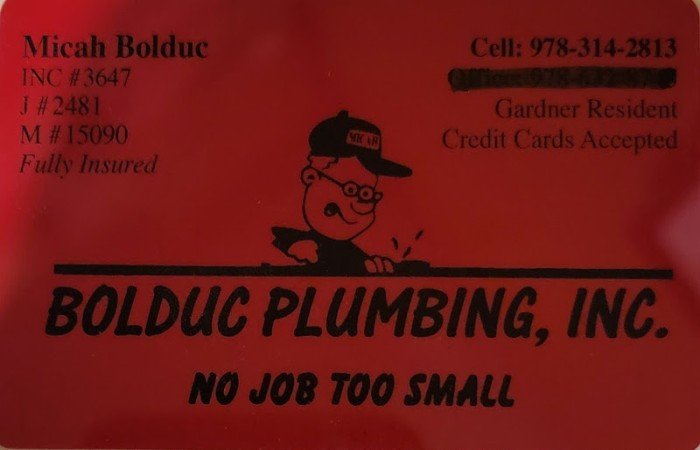 Micah Bolduc
INC #3647
J #2481
M #15090
Fully Insured
Cell: 978-314-2813
Gardner Resident
Credit Cards Accepted
MICAH
BOLDUC PLUMBING, INC.
NO JOB TOO SMALL